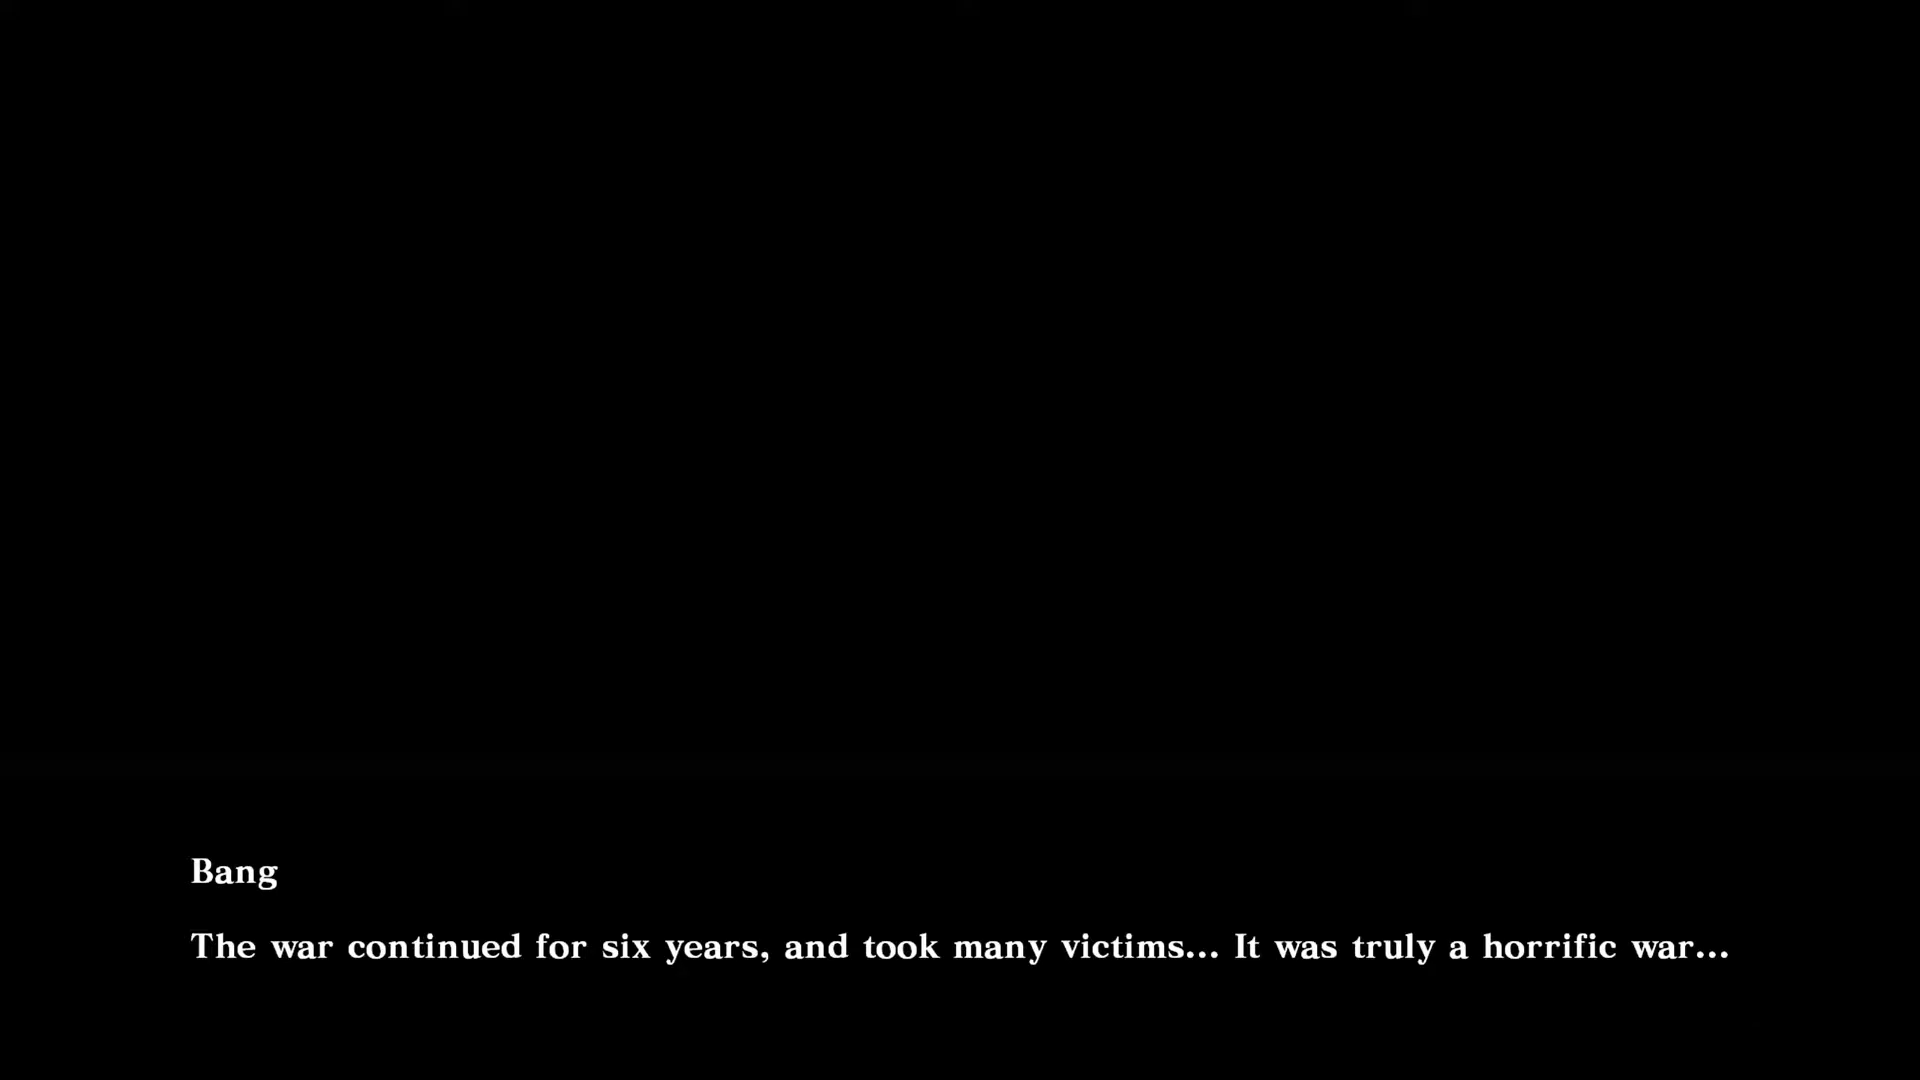 Bang
The war continued for six years, and took many victims... It was truly a horrific war...